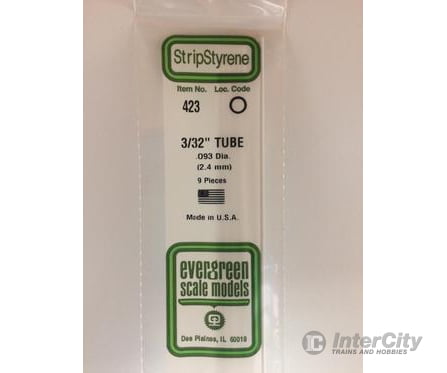 StripStyrene
Item No. Loc. Code
423
3/32" TUBE
.093 Dia.
(2.4 mm)
9 Pieces
Made in U.S.A.
evergreen
scale models
Des Plaines, IL 60018
InterCity
TRAINS AND HOBBIES